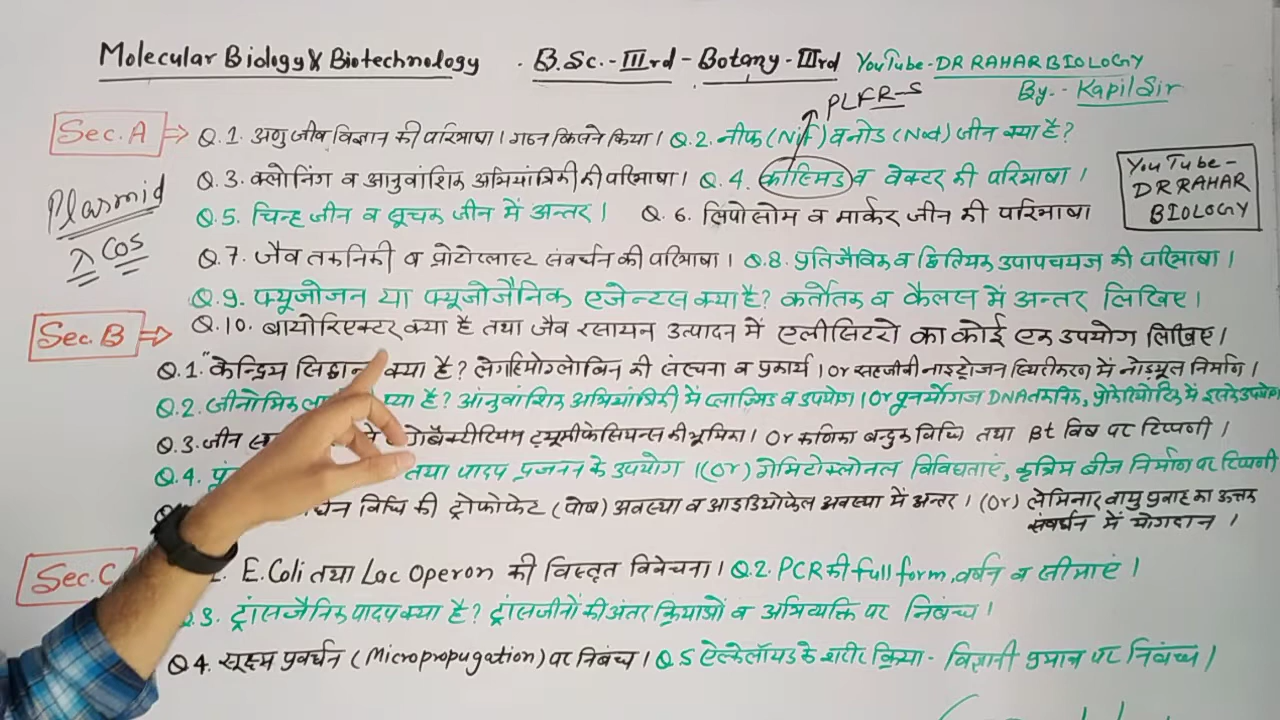 Molecular Biology & Biotechnology . B.Sc.-IIIrd-Botany-IIIrd YouTube-DR RAHAR BIOLOGY
By:- Kapil Sir
PLFR-S
Sec.A ⇒ Q.1. अणु जीव विज्ञान की परिभाषा। गठन किसने किया। Q.2. नीफ (Nif) व नोड (Nod) जीन क्या है?
Q.3. क्लोनिंग व आनुवांशिक अभियांत्रिकी की परिभाषा। Q.4. कॉस्मिड व वेक्टर की परिभाषा।
YouTube-
DR RAHAR
BIOLOGY
Plasmid
λ Cos
Q.5. चिन्ह जीन व सूचक जीन में अन्तर। Q.6. लिपोसोम व मार्कर जीन की परिभाषा
Q.7. जैव तकनिकी व प्रोटोप्लास्ट संवर्धन की परिभाषा। Q.8. प्रतिजैविक व द्वितियक उपापचयज की परिभाषा।
Q.9. फ्यूजोजन या फ्यूजोजैनिक एजेन्टस क्या है? कर्तोतक व कैलस में अन्तर लिखिए।
Q.10. बायोरिएक्टर क्या है तथा जैव रसायन उत्पादन में एलीसिटरो का कोई एक उपयोग लिखिए।
Sec.B ⇒
Q.1. केन्द्रिय क्या है? लेगहिमोग्लोबिन की संरचना व प्रकार्य। Or सहजीवी नाइट्रोजन स्थितीकरण में नोड्यूल निर्माण।
Q.2. जीनोमिक क्या है? आंनुवांशिक अभियांत्रिकी में प्लाज्मिड व उपयोग। Or पुनर्योगज DNA तकनिक, प्रोकेरियोटिक में इसके उपयोग
Q.3. जीन ट्यूमीफेसियन्स की भूमिका। Or कणिका बन्दुक विधि तथा Bt विष पर टिप्पणी।
Q.4. तथा पादप प्रजनन के उपयोग। (Or) गेमिटोक्लोनल विविधताएं, कृत्रिम बीज निर्माण पर टिप्पणी
विधि की ट्रोफोफेट (पोष) अवस्था व आइडियोफेज अवस्था में अन्तर। (Or) लेमिनार वायु प्रवाह का ऊत्तक
संवर्धन में योगदान।
Sec.C
E.Coli तथा Lac Operon की विस्तृत विवेचना। Q.2. PCR की full form, वर्णन व सीमाएं।
Q.3. ट्रांसजैनिक पादप क्या है? ट्रांसजीनों की अंतर क्रियाओं व अभिव्यक्ति पर निबंध।
Q4. सूक्ष्म प्रवर्धन (Micropropugation) पर निबंध। Q.5 ऐल्केलॉयड के शरीर क्रिया - विज्ञानी प्रभाव पर निबंध।